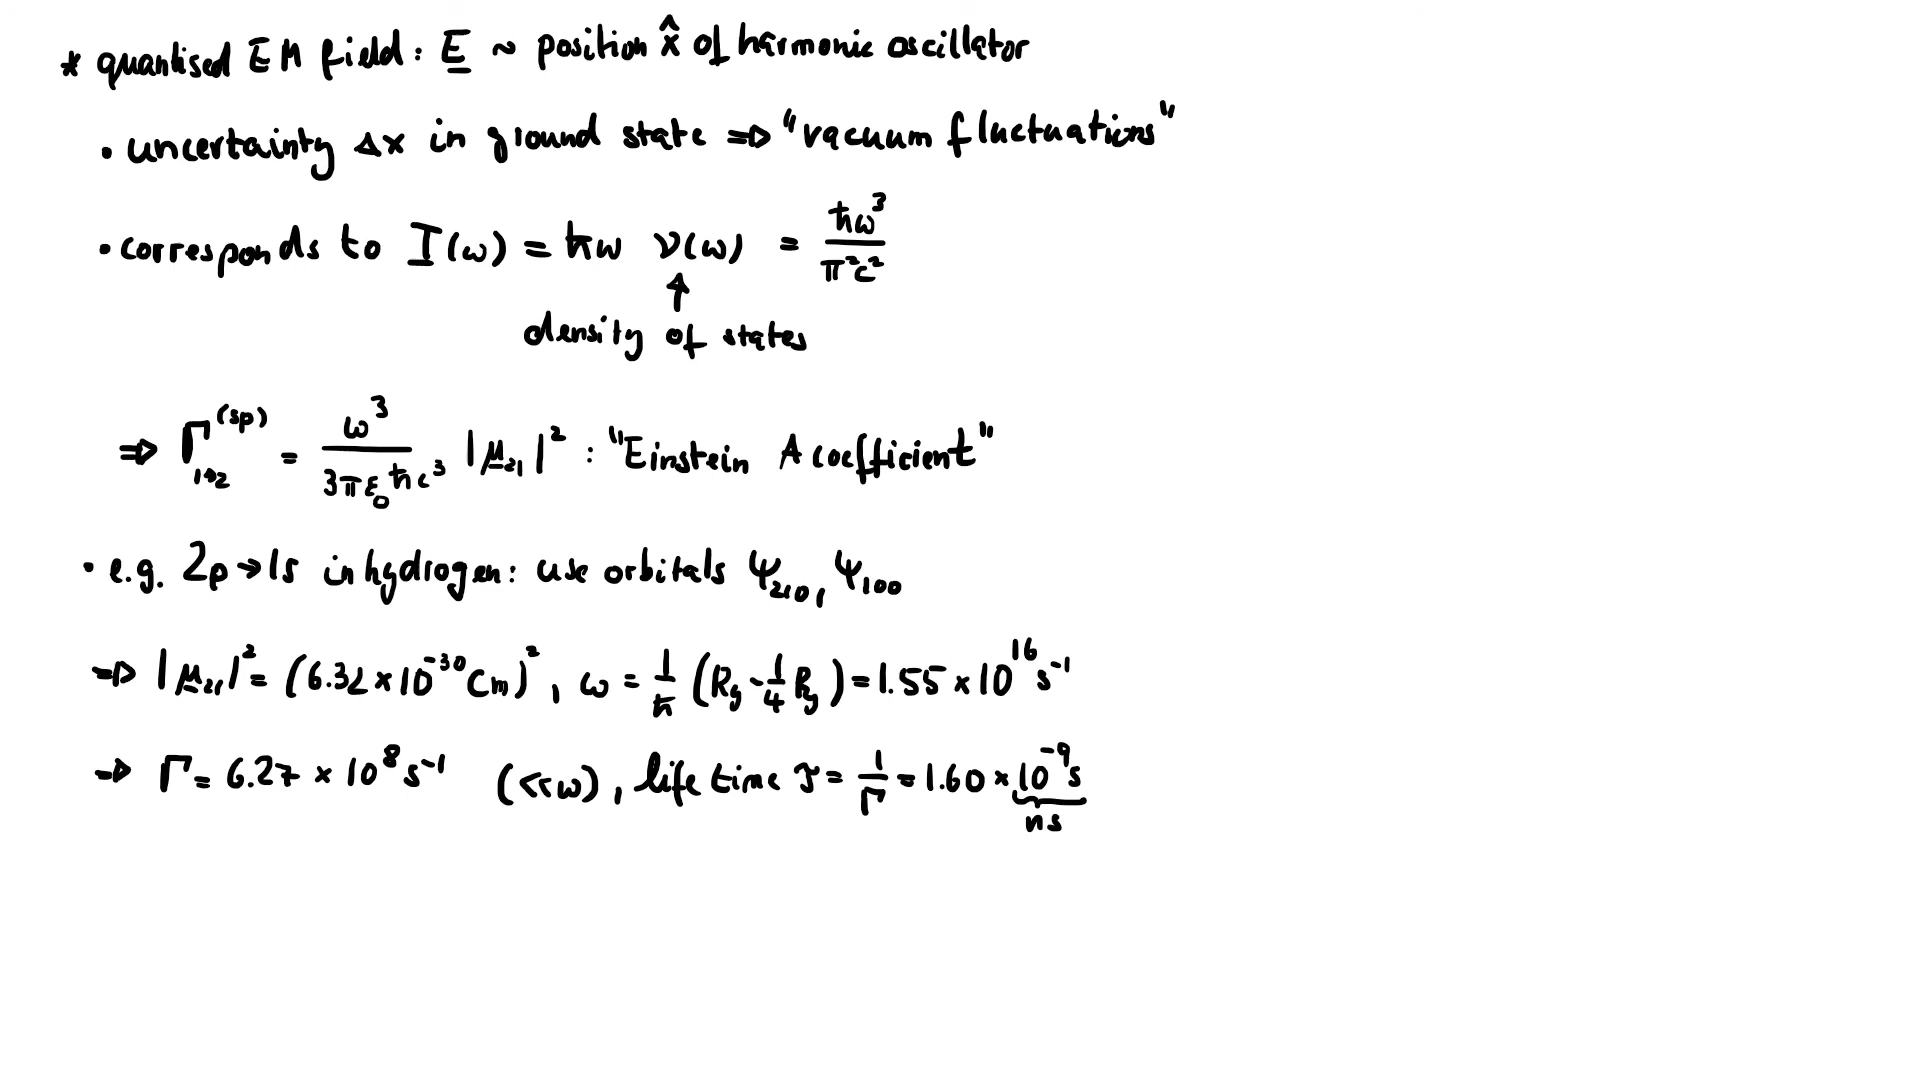 * quantised EM field: E ~ position x̂ of harmonic oscillator
• uncertainty Δx in ground state ⇒ "vacuum fluctuations"
• corresponds to I(ω) = ħω ν(ω) = ħω³/π²c²
↑
density of states
⇒ Γ₁→₂⁽ˢᵖ⁾ = ω³/3πε₀ħc³ |μ₂₁|² : "Einstein A coefficient"
• e.g. 2p→1s in hydrogen: use orbitals Ψ₂₁₀, Ψ₁₀₀
⇒ |μ₂₁|² = (6.32 × 10⁻³⁰ Cm)², ω = 1/ħ (Ry - 1/4 Ry) = 1.55 × 10¹⁶ s⁻¹
⇒ Γ = 6.27 × 10⁸ s⁻¹ (<<ω), life time τ = 1/Γ = 1.60 × 10⁻⁹ s
ns